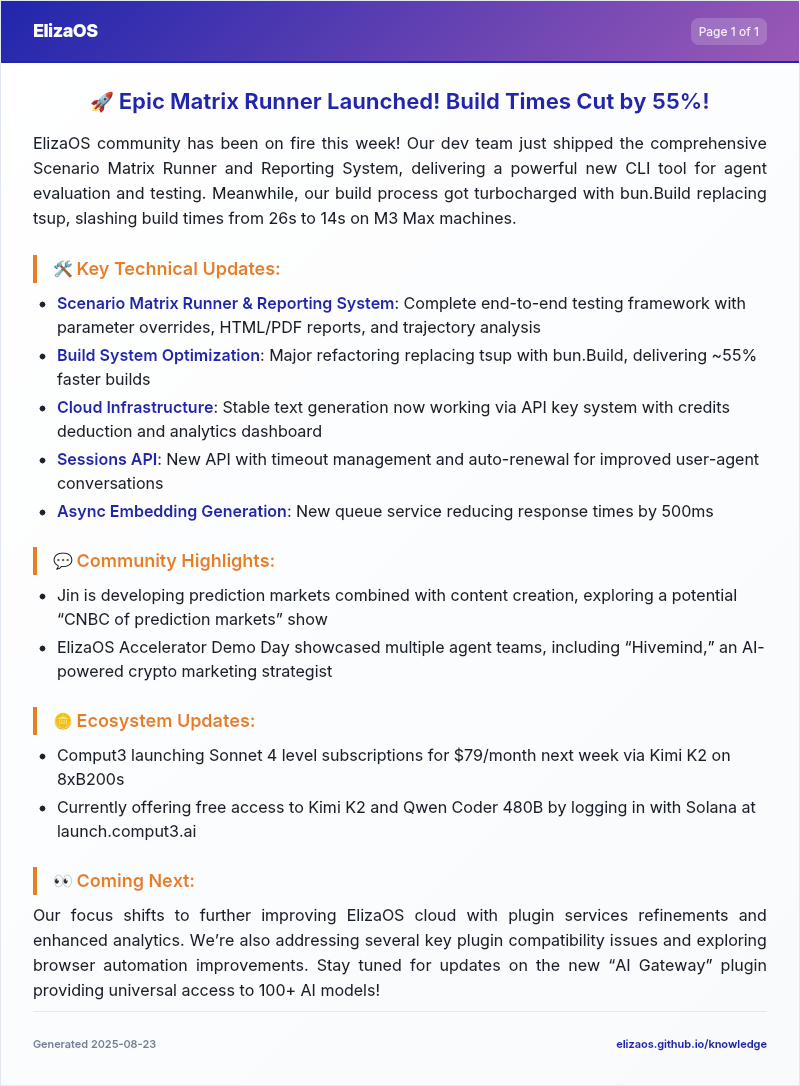 ElizaOS
Page 1 of 1
🚀 Epic Matrix Runner Launched! Build Times Cut by 55%!
ElizaOS community has been on fire this week! Our dev team just shipped the comprehensive
Scenario Matrix Runner and Reporting System, delivering a powerful new CLI tool for agent
evaluation and testing. Meanwhile, our build process got turbocharged with bun.Build replacing
tsup, slashing build times from 26s to 14s on M3 Max machines.
🛠️ Key Technical Updates:
• Scenario Matrix Runner & Reporting System: Complete end-to-end testing framework with
parameter overrides, HTML/PDF reports, and trajectory analysis
• Build System Optimization: Major refactoring replacing tsup with bun.Build, delivering ~55%
faster builds
• Cloud Infrastructure: Stable text generation now working via API key system with credits
deduction and analytics dashboard
• Sessions API: New API with timeout management and auto-renewal for improved user-agent
conversations
• Async Embedding Generation: New queue service reducing response times by 500ms
💬 Community Highlights:
• Jin is developing prediction markets combined with content creation, exploring a potential
“CNBC of prediction markets” show
• ElizaOS Accelerator Demo Day showcased multiple agent teams, including “Hivemind,” an AI-
powered crypto marketing strategist
🪙 Ecosystem Updates:
• Comput3 launching Sonnet 4 level subscriptions for $79/month next week via Kimi K2 on
8xB200s
• Currently offering free access to Kimi K2 and Qwen Coder 480B by logging in with Solana at
launch.comput3.ai
👀 Coming Next:
Our focus shifts to further improving ElizaOS cloud with plugin services refinements and
enhanced analytics. We’re also addressing several key plugin compatibility issues and exploring
browser automation improvements. Stay tuned for updates on the new “AI Gateway” plugin
providing universal access to 100+ AI models!
Generated 2025-08-23
elizaos.github.io/knowledge